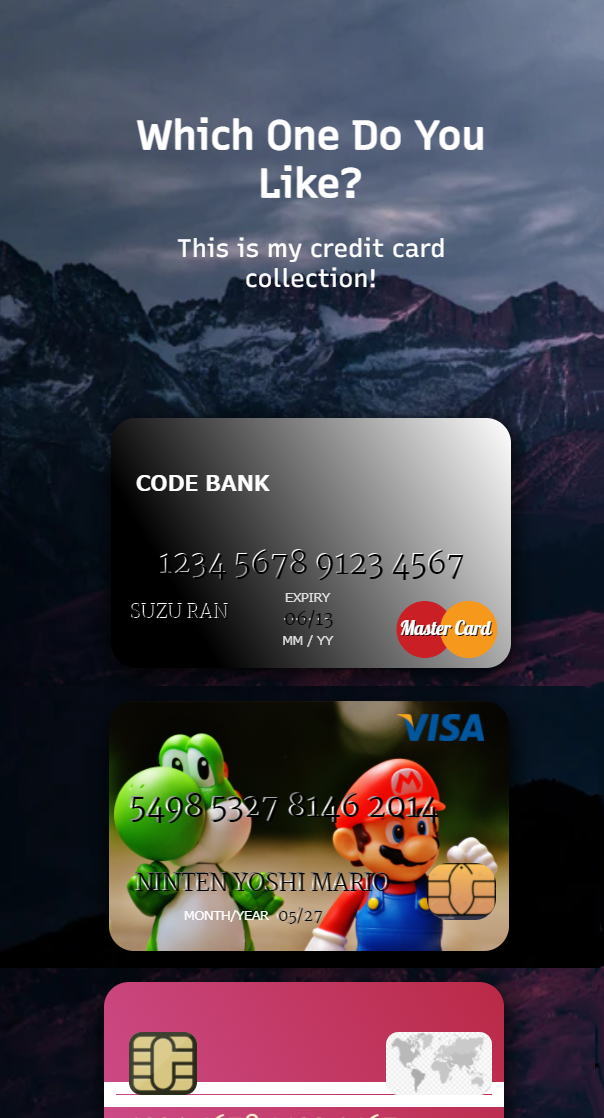 Which One Do You
Like?
This is my credit card
collection!
CODE BANK
1234 5678 9123 4567
EXPIRY
SUZU RAN
06/13
MM / YY
Master Card
VISA
5498 5327 8146 2014
NINTEN YOSHI MARIO
MONTH/YEAR 05/27